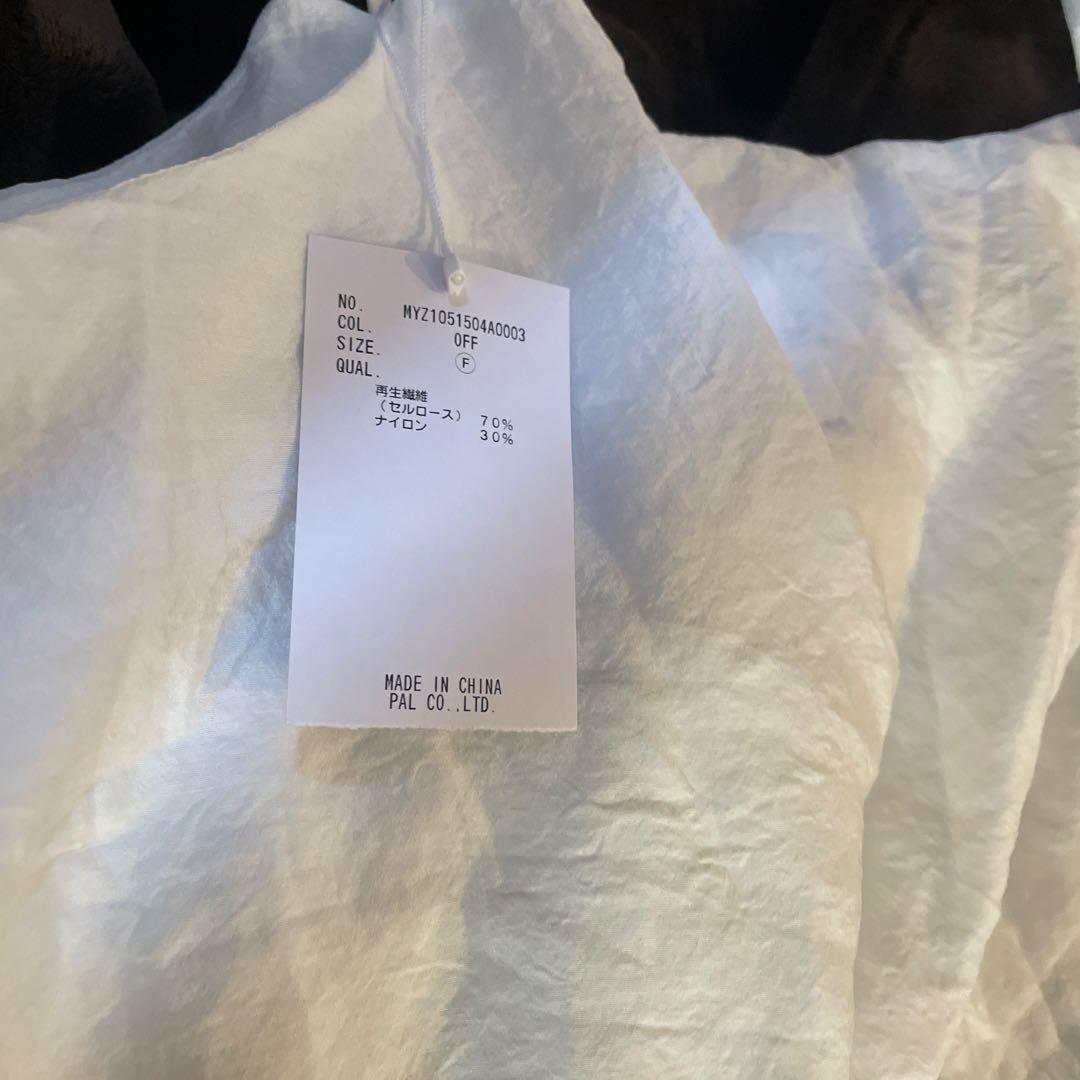 NO. MYZ1051504A0003
COL. OFF
SIZE. Ⓕ
QUAL.
再生繊維
（セルロース） 70%
ナイロン 30%
MADE IN CHINA
PAL CO.,LTD.